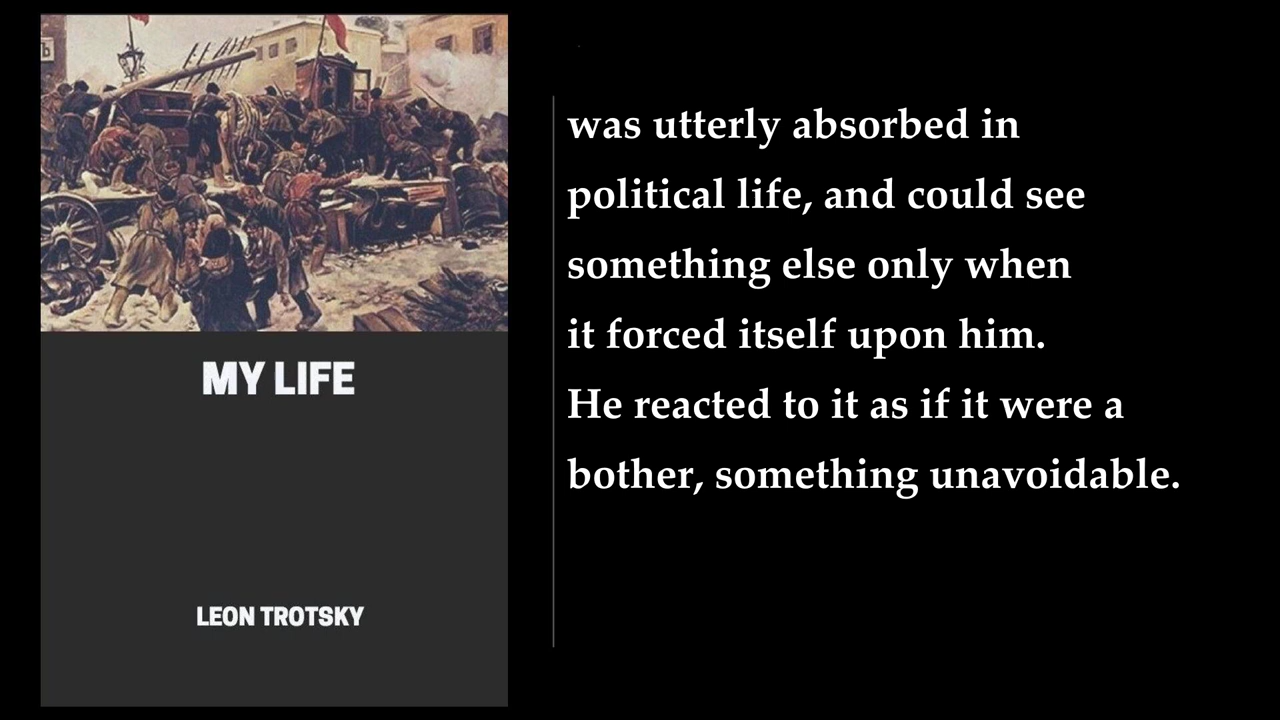 MY LIFE
LEON TROTSKY
was utterly absorbed in
political life, and could see
something else only when
it forced itself upon him.
He reacted to it as if it were a
bother, something unavoidable.